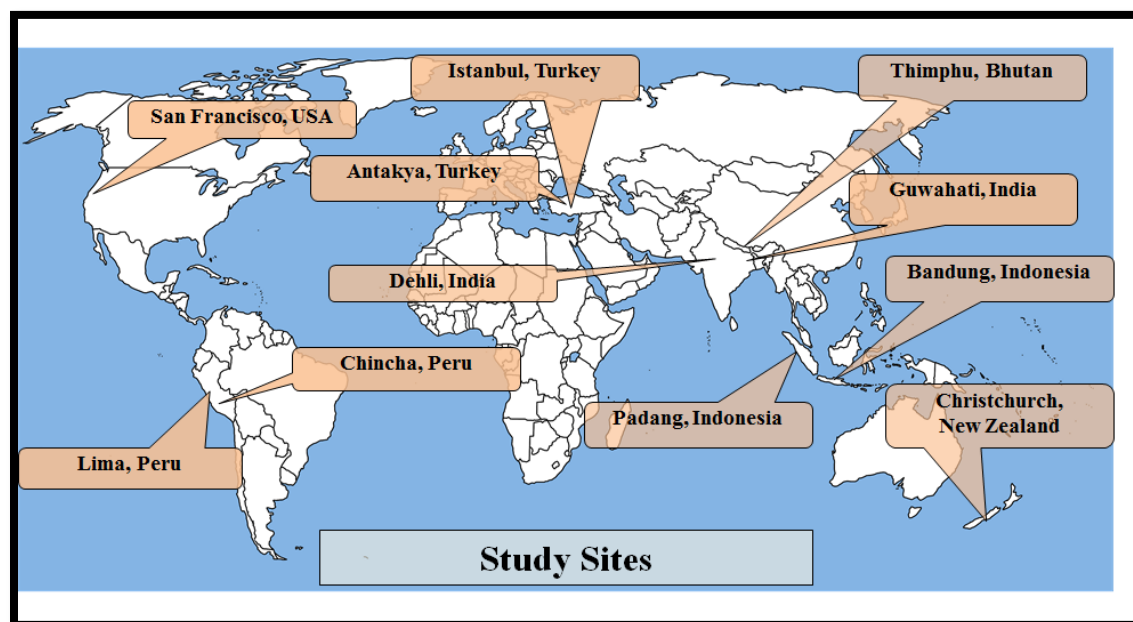 Istanbul, Turkey
Thimphu, Bhutan
San Francisco, USA
Antakya, Turkey
Guwahati, India
Dehli, India
Bandung, Indonesia
Chincha, Peru
Padang, Indonesia
Christchurch,
New Zealand
Lima, Peru
Study Sites